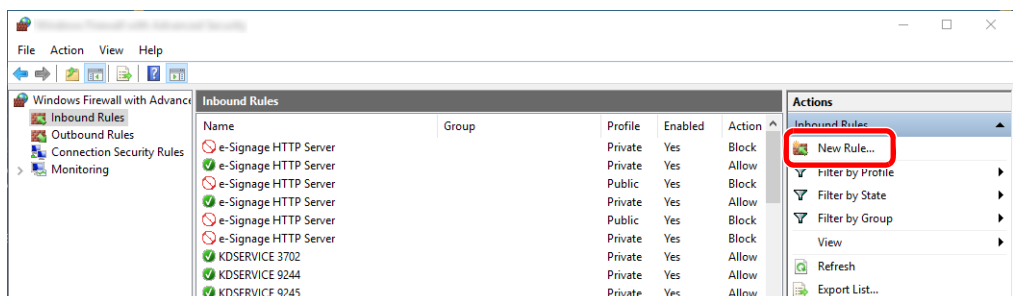 File Action View Help
Windows Firewall with Advance
Inbound Rules
Outbound Rules
Connection Security Rules
Monitoring
Inbound Rules
Name Group Profile Enabled Action
e-Signage HTTP Server Private Yes Block
e-Signage HTTP Server Private Yes Allow
e-Signage HTTP Server Public Yes Block
e-Signage HTTP Server Private Yes Allow
e-Signage HTTP Server Public Yes Block
e-Signage HTTP Server Private Yes Block
KDSERVICE 3702 Private Yes Allow
KDSERVICE 9244 Private Yes Allow
KDSERVICE 9245 Private Yes Allow
Actions
Inbound Rules
New Rule...
Filter by Profile
Filter by State
Filter by Group
View
Refresh
Export List...